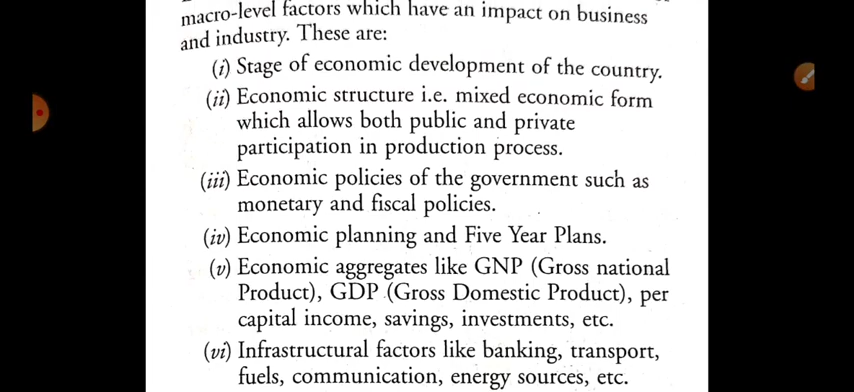 macro-level factors which have an impact on business
and industry. These are:
(i) Stage of economic development of the country.
(ii) Economic structure i.e. mixed economic form
which allows both public and private
participation in production process.
(iii) Economic policies of the government such as
monetary and fiscal policies.
(iv) Economic planning and Five Year Plans.
(v) Economic aggregates like GNP (Gross national
Product), GDP (Gross Domestic Product), per
capital income, savings, investments, etc.
(vi) Infrastructural factors like banking, transport,
fuels, communication, energy sources, etc.